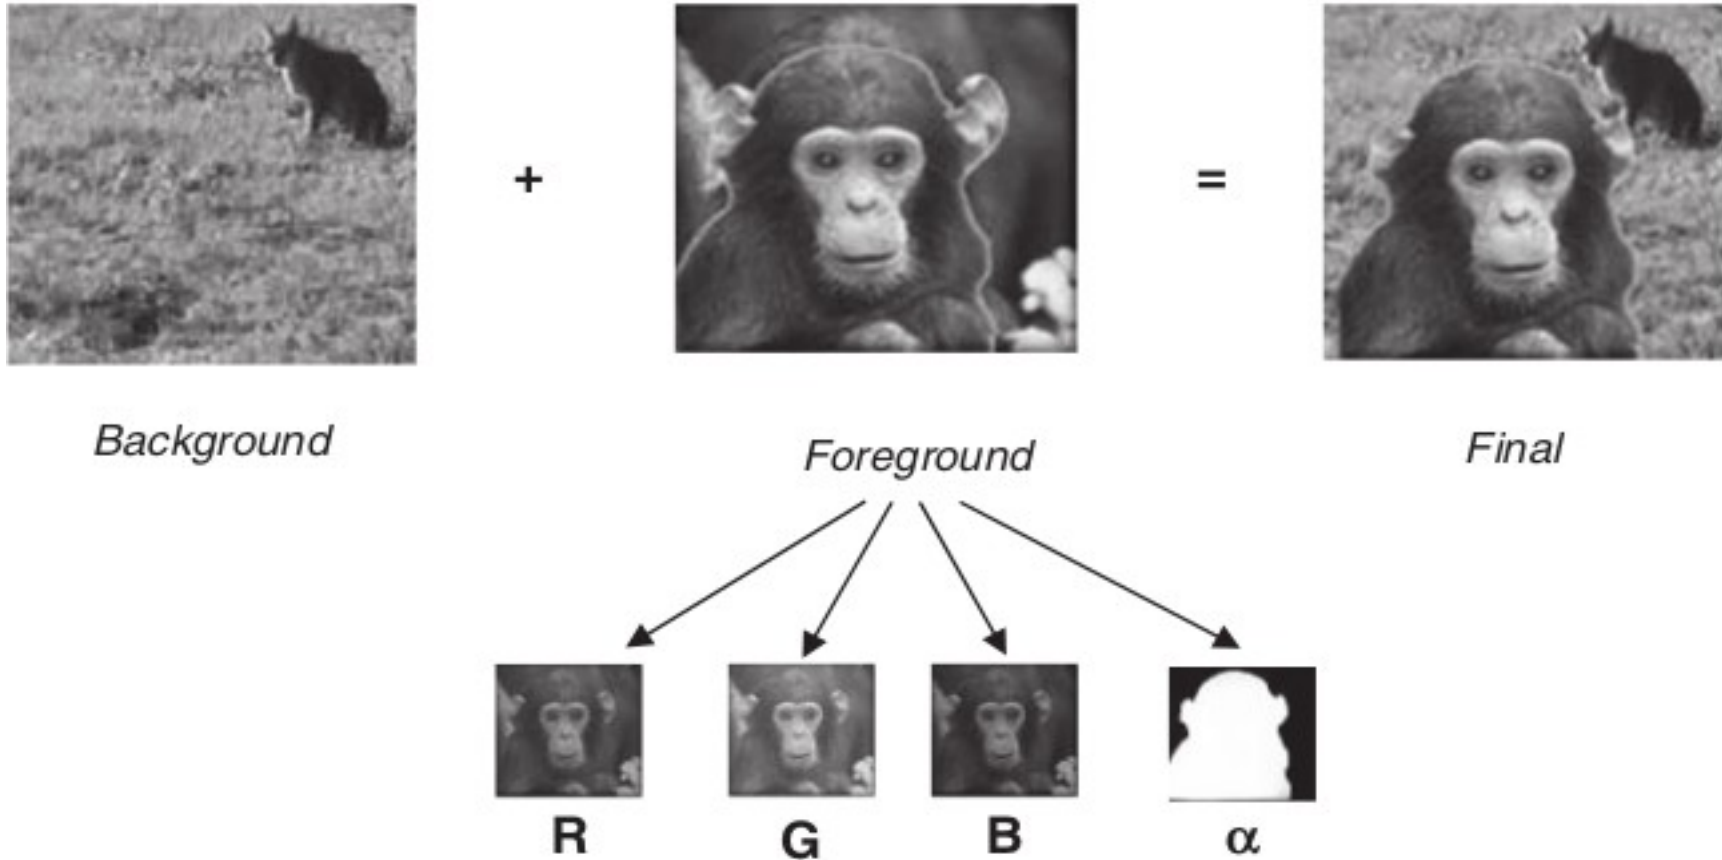 +
=
Background
Foreground
Final
R
G
B
α